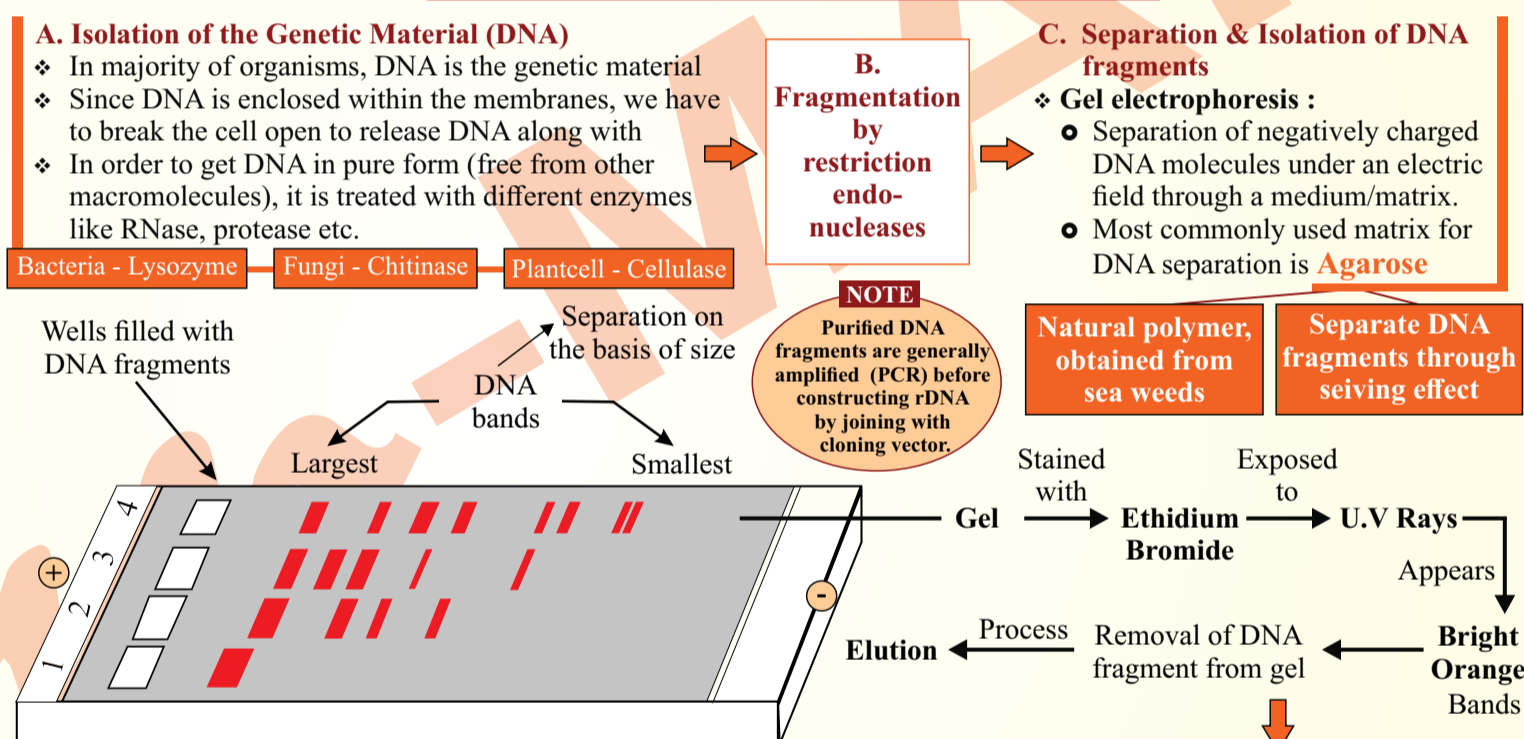 A. Isolation of the Genetic Material (DNA)
❖ In majority of organisms, DNA is the genetic material
❖ Since DNA is enclosed within the membranes, we have
to break the cell open to release DNA along with
❖ In order to get DNA in pure form (free from other
macromolecules), it is treated with different enzymes
like RNase, protease etc.
Bacteria - Lysozyme
Fungi - Chitinase
Plantcell - Cellulase
B.
Fragmentation
by
restriction
endo-
nucleases
C. Separation & Isolation of DNA
fragments
❖ Gel electrophoresis :
Separation of negatively charged
DNA molecules under an electric
field through a medium/matrix.
Most commonly used matrix for
DNA separation is Agarose
Natural polymer,
obtained from
sea weeds
Separate DNA
fragments through
seiving effect
NOTE
Purified DNA
fragments are generally
amplified (PCR) before
constructing rDNA
by joining with
cloning vector.
Wells filled with
DNA fragments
Separation on
the basis of size
DNA
bands
Largest
Smallest
4
3
2
1
+
-
Gel
Stained
with
Ethidium
Bromide
Exposed
to
U.V Rays
Appears
Bright
Orange
Bands
Removal of DNA
fragment from gel
Process
Elution